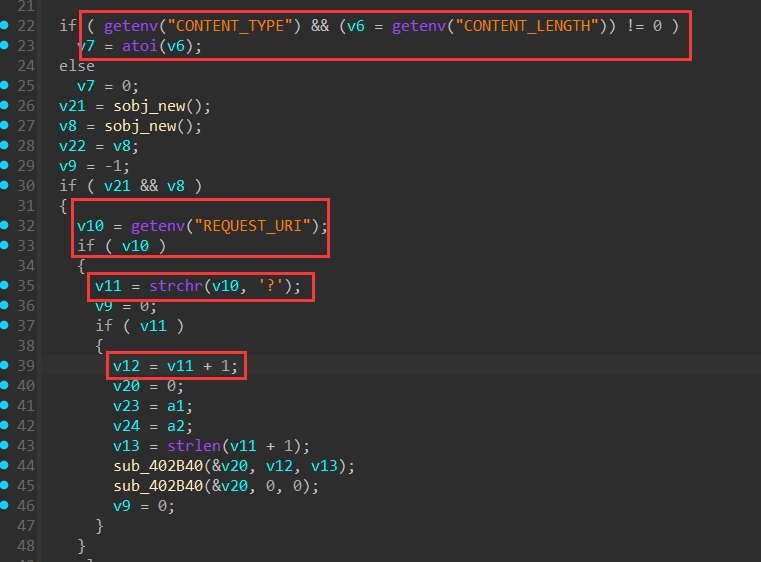 21
22 if ( getenv("CONTENT_TYPE") && (v6 = getenv("CONTENT_LENGTH")) != 0 )
23 v7 = atoi(v6);
24 else
25 v7 = 0;
26 v21 = sobj_new();
27 v8 = sobj_new();
28 v22 = v8;
29 v9 = -1;
30 if ( v21 && v8 )
31 {
32 v10 = getenv("REQUEST_URI");
33 if ( v10 )
34 {
35 v11 = strchr(v10, '?');
36 v9 = 0;
37 if ( v11 )
38 {
39 v12 = v11 + 1;
40 v20 = 0;
41 v23 = a1;
42 v24 = a2;
43 v13 = strlen(v11 + 1);
44 sub_402B40(&v20, v12, v13);
45 sub_402B40(&v20, 0, 0);
46 v9 = 0;
47 }
48 }